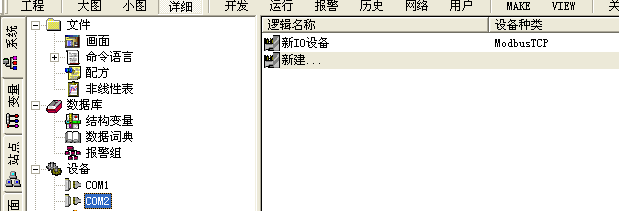 工程 大图 小图 详细 开发 运行 报警 历史 网络 用户 MAKE VIEW
系统
变量
站点
文件
画面
命令语言
配方
非线性表
数据库
结构变量
数据词典
报警组
设备
COM1
COM2
逻辑名称 设备种类
新IO设备 ModbusTCP
新建...